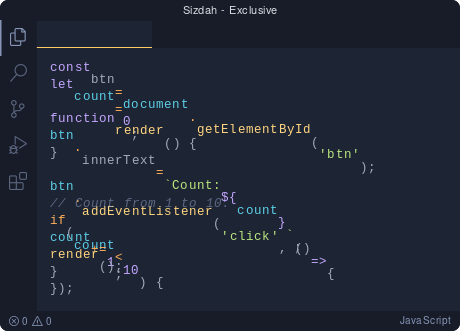 Sizdah - Exclusive
const btn = document.getElementById('btn');
let count = 0;
function render() {
btn.innerText = `Count: ${count}`;
}
btn.addEventListener('click', () => {
// Count from 1 to 10.
if (count < 10) {
count += 1;
render();
}
});
0 0 JavaScript